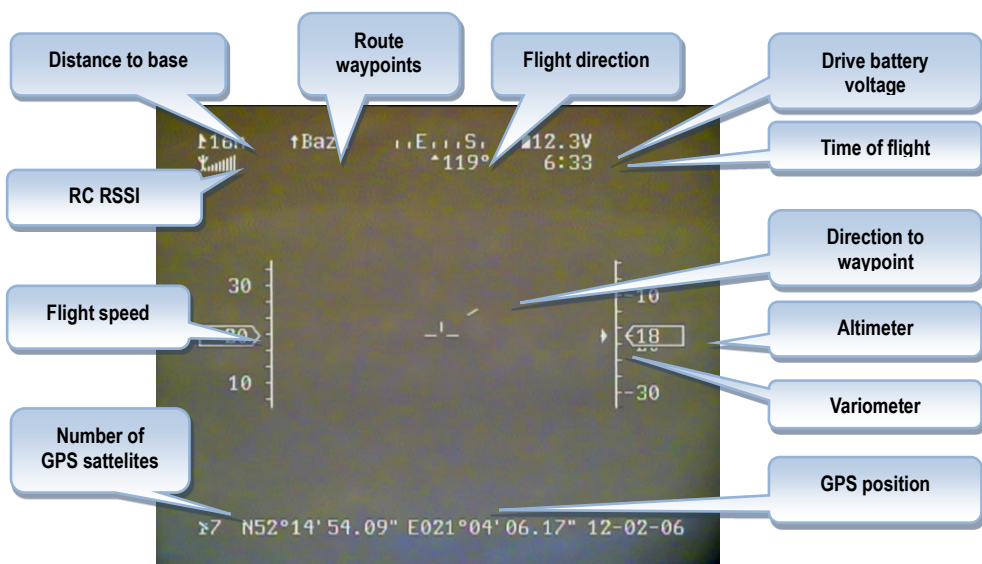 Distance to base
Route
waypoints
Flight direction
Drive battery
voltage
Time of flight
RC RSSI
16m ↑Baz E S 12.3V
119° 6:33
Direction to
waypoint
Flight speed
Altimeter
Variometer
30
20
10
-10
-18
-30
Number of
GPS sattelites
GPS position
7 N52°14'54.09" E021°04'06.17" 12-02-06